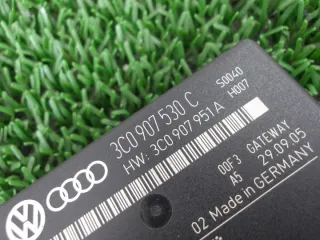 3C0 907 530 C
HW: 3C0 907 951 A
S0040
H007
00F3 GATEWAY
A5 29.09.05
02 Made in GERMANY